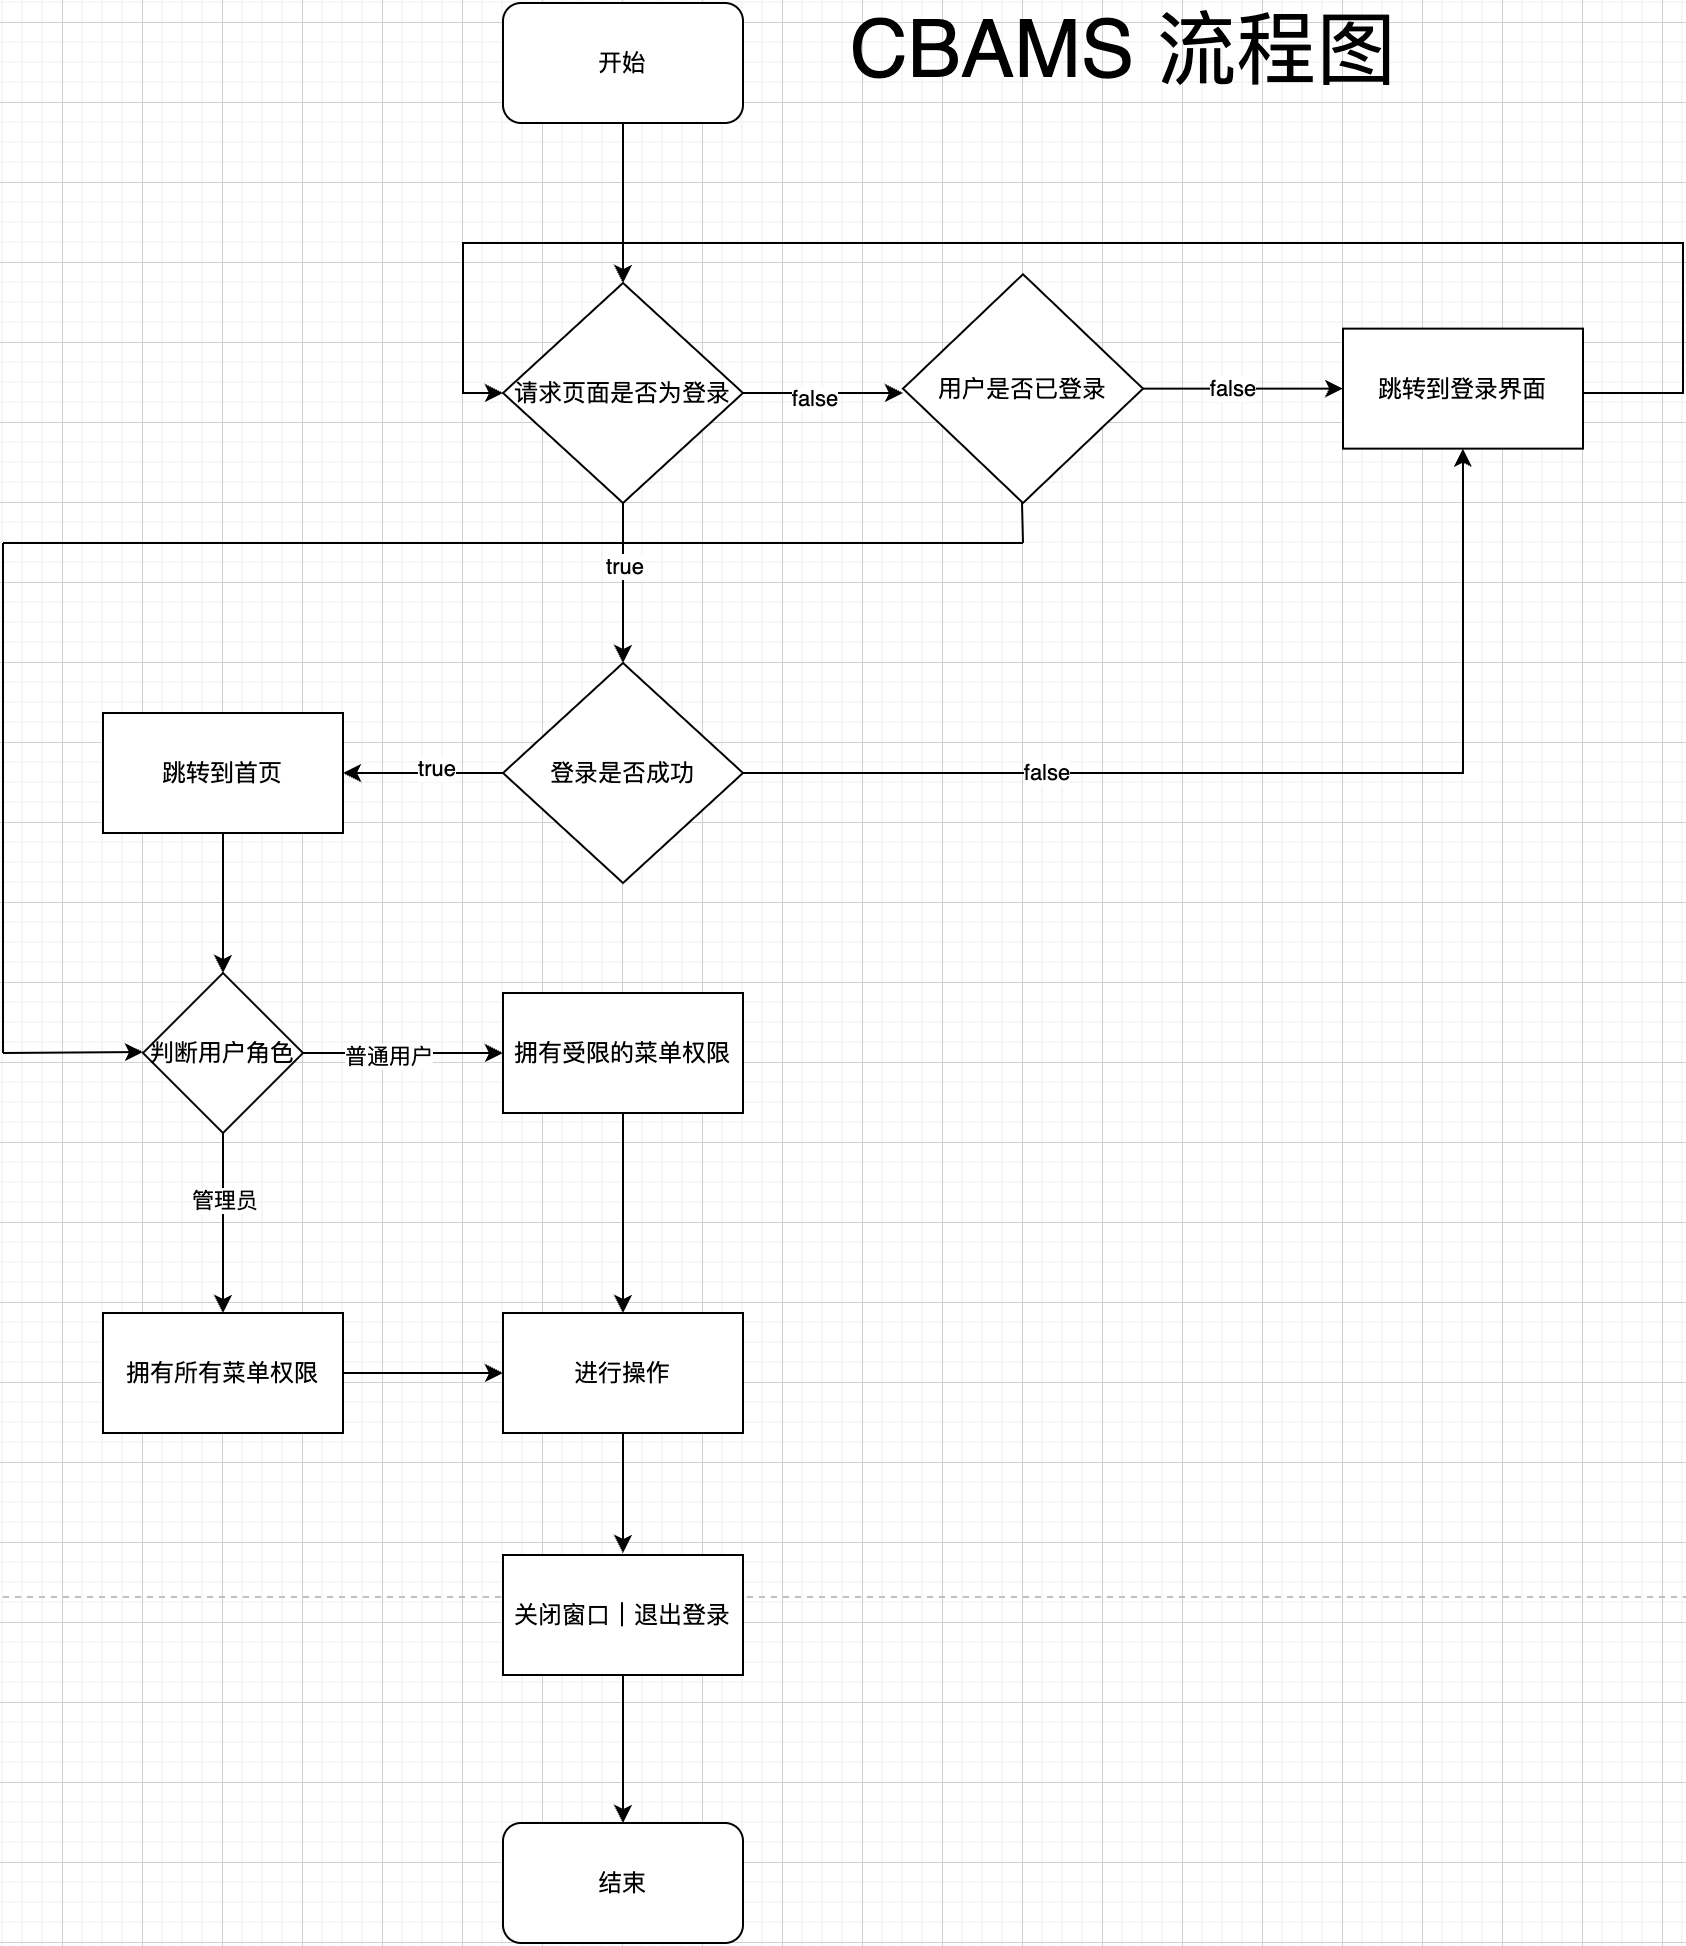 CBAMS 流程图
开始
请求页面是否为登录
false
用户是否已登录
false
跳转到登录界面
true
跳转到首页
true
登录是否成功
false
判断用户角色
普通用户
拥有受限的菜单权限
管理员
拥有所有菜单权限
进行操作
关闭窗口｜退出登录
结束